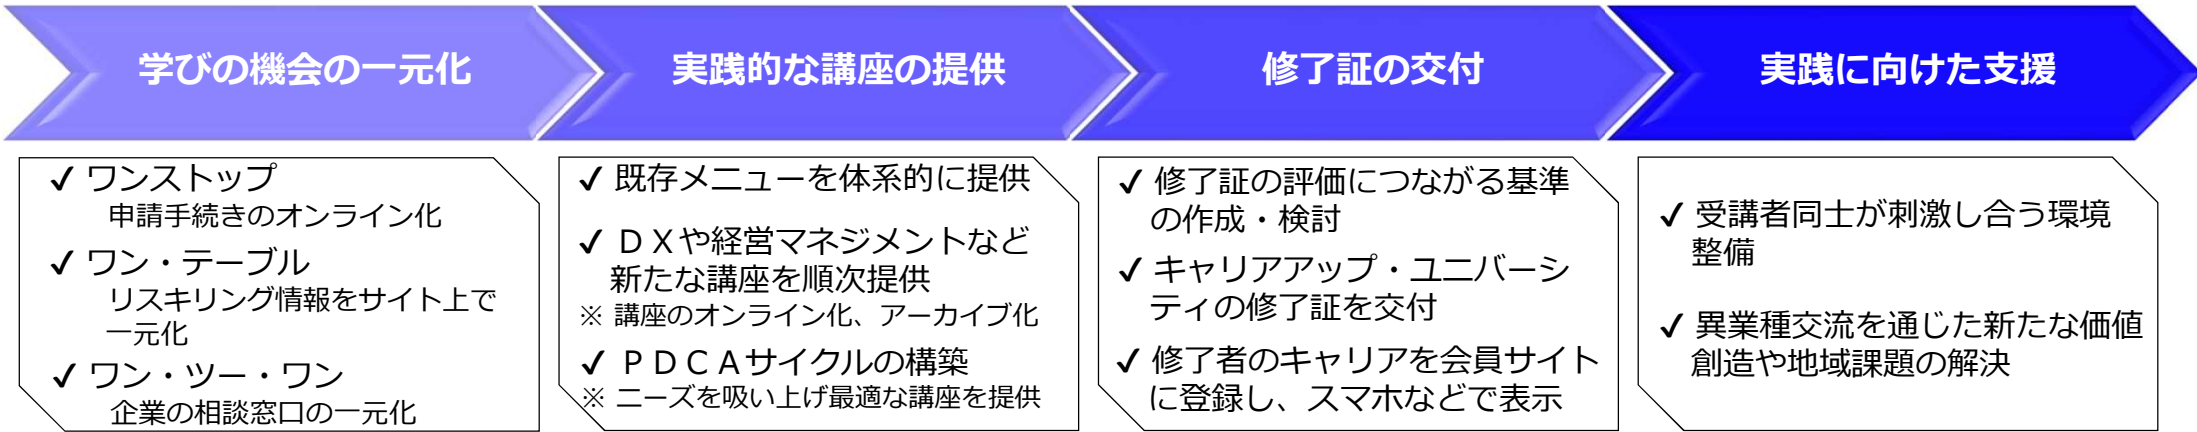 学びの機会の一元化
実践的な講座の提供
修了証の交付
実践に向けた支援
✓ ワンストップ
申請手続きのオンライン化
✓ ワン・テーブル
リスキリング情報をサイト上で
一元化
✓ ワン・ツー・ワン
企業の相談窓口の一元化
✓ 既存メニューを体系的に提供
✓ ＤＸや経営マネジメントなど
新たな講座を順次提供
※ 講座のオンライン化、アーカイブ化
✓ ＰＤＣＡサイクルの構築
※ ニーズを吸い上げ最適な講座を提供
✓ 修了証の評価につながる基準
の作成・検討
✓ キャリアアップ・ユニバーシ
ティの修了証を交付
✓ 修了者のキャリアを会員サイト
に登録し、スマホなどで表示
✓ 受講者同士が刺激し合う環境
整備
✓ 異業種交流を通じた新たな価値
創造や地域課題の解決